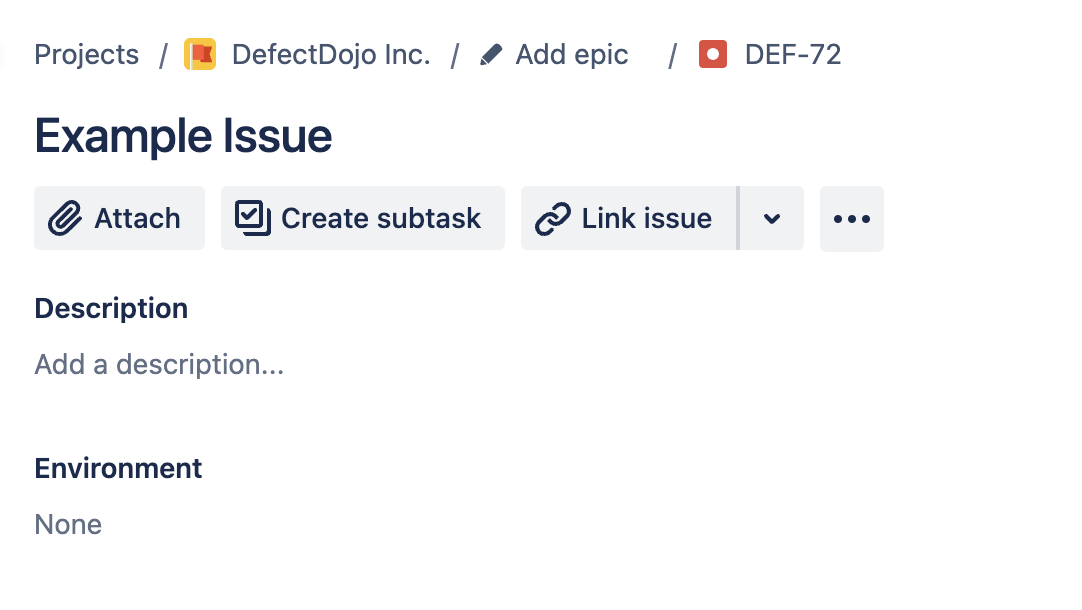 Projects / DefectDojo Inc. / Add epic / DEF-72
Example Issue
Attach Create subtask Link issue
Description
Add a description...
Environment
None